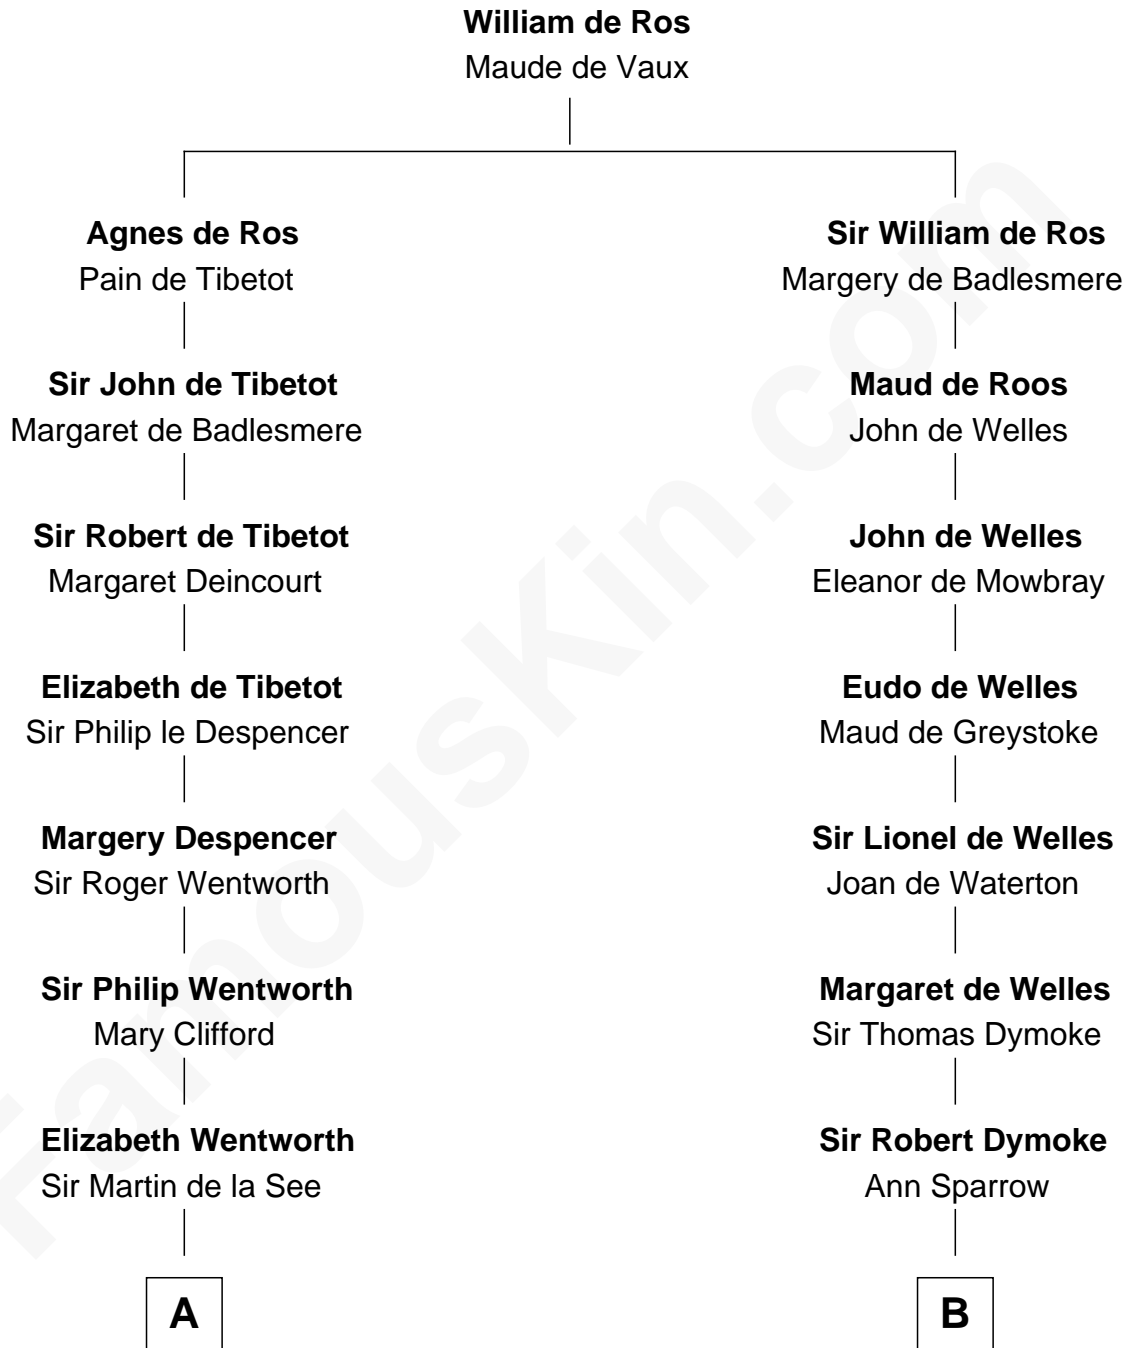 William de Ros
Maude de Vaux
Agnes de Ros
Pain de Tibetot
Sir William de Ros
Margery de Badlesmere
Sir John de Tibetot
Margaret de Badlesmere
Maud de Roos
John de Welles
Sir Robert de Tibetot
Margaret Deincourt
John de Welles
Eleanor de Mowbray
Elizabeth de Tibetot
Sir Philip le Despencer
Eudo de Welles
Maud de Greystoke
Margery Despencer
Sir Roger Wentworth
Sir Lionel de Welles
Joan de Waterton
Sir Philip Wentworth
Mary Clifford
Margaret de Welles
Sir Thomas Dymoke
Elizabeth Wentworth
Sir Martin de la See
Sir Robert Dymoke
Ann Sparrow
A
B
FamousKin.com